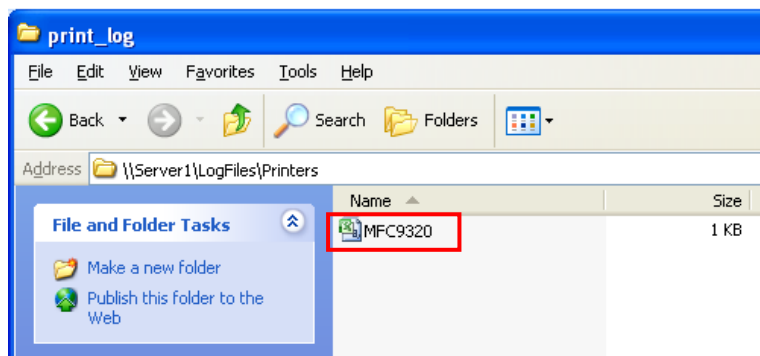 print_log
File Edit View Favorites Tools Help
Back Search Folders
Address \\Server1\LogFiles\Printers
Name Size
File and Folder Tasks
MFC9320 1 KB
Make a new folder
Publish this folder to the
Web